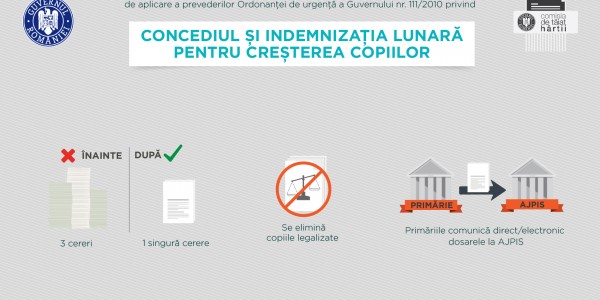 de aplicare a prevederilor Ordonanței de urgență a Guvernului nr. 111/2010 privind
GUVERNUL ROMÂNIEI
comisia
de tăiat
hârtii
CONCEDIUL ȘI INDEMNIZAȚIA LUNARĂ
PENTRU CREȘTEREA COPIILOR
ÎNAINTE
DUPĂ
3 cereri
1 singură cerere
Se elimină
copiile legalizate
PRIMĂRIE
AJPIS
Primăriile comunică direct/electronic
dosarele la AJPIS